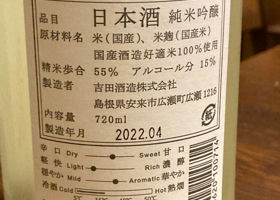 品目 日本酒 純米吟醸
原材料名 米(国産)、米麹(国産米)
国産酒造好適米100%使用
精米歩合 55% アルコール分 15%
製造者 吉田酒造株式会社
島根県安来市広瀬町広瀬1216
内容量 720ml
製造年月 2022.04
辛口 Dry Sweet 甘口
軽快 Light Rich 濃醇
穏やか Mild Aromatic 華やか
冷酒 Cold Hot 熱燗
5℃ 15℃